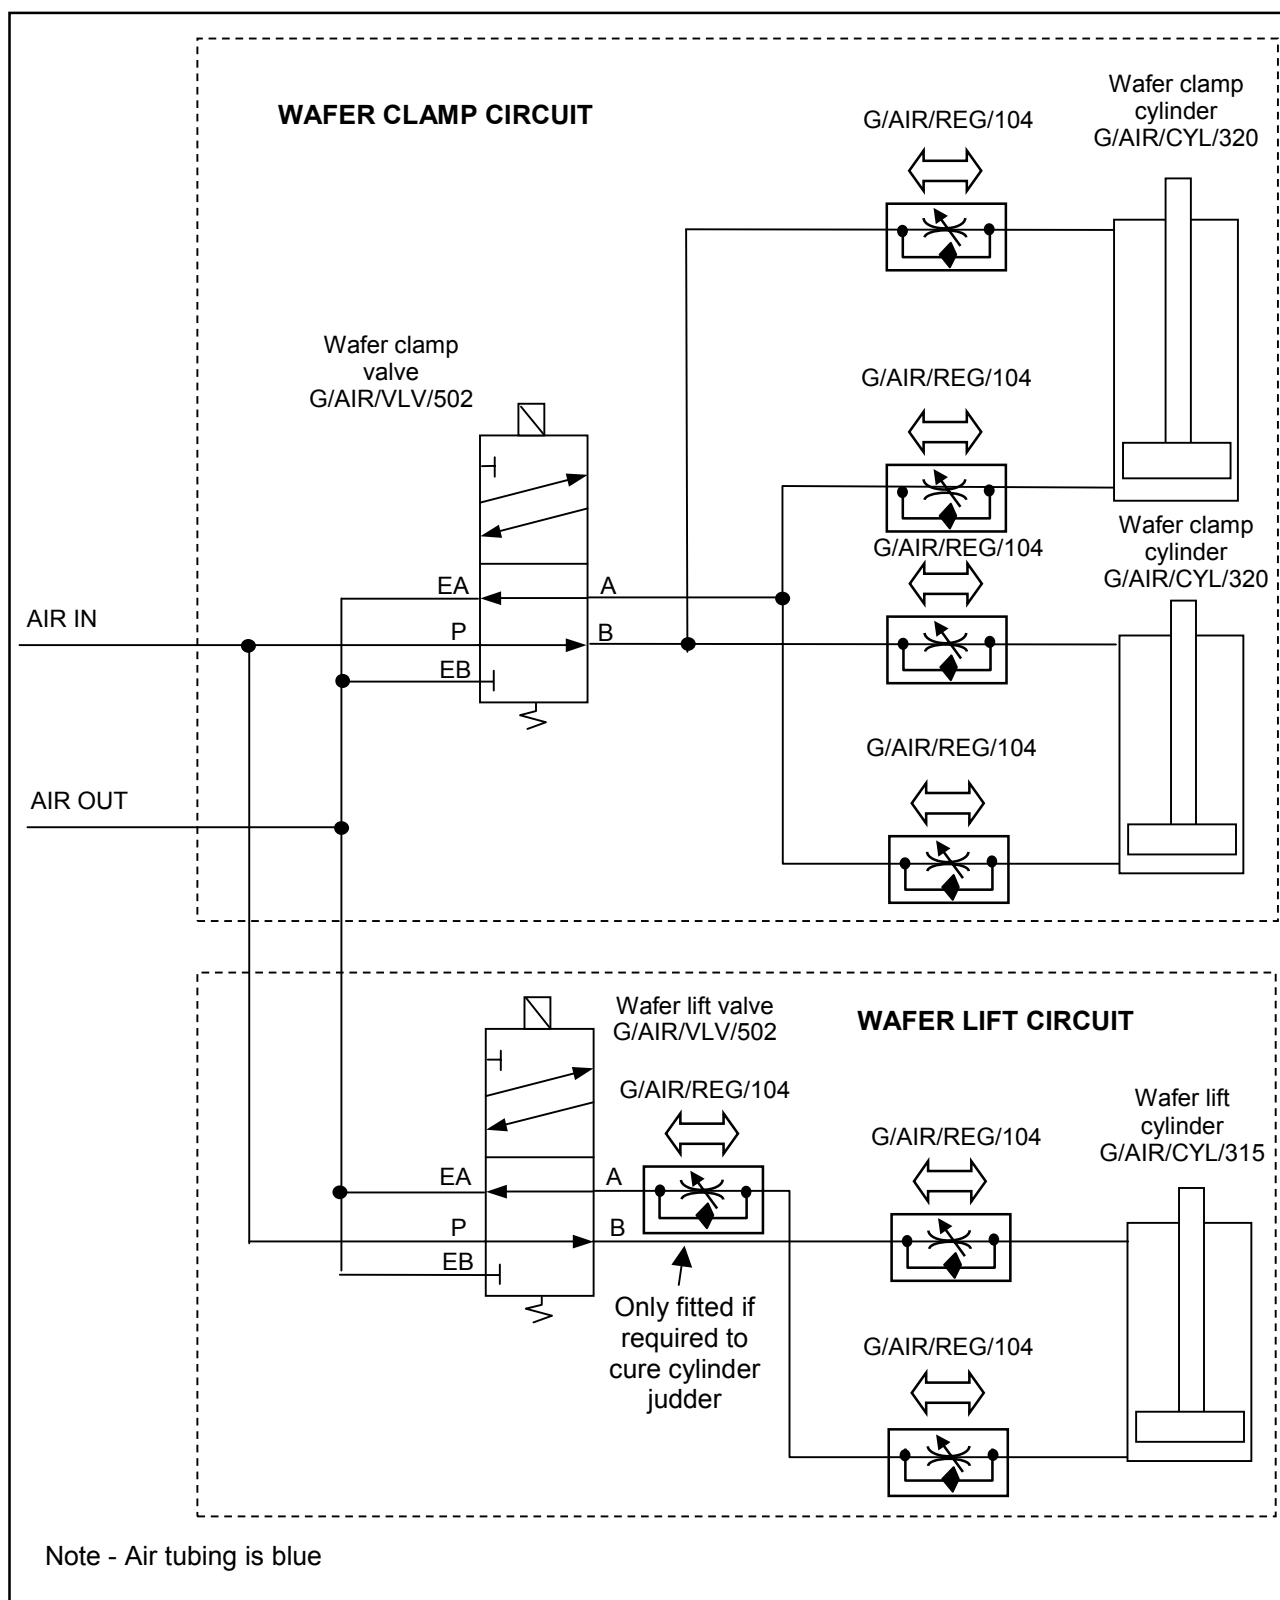 WAFER CLAMP CIRCUIT
G/AIR/REG/104
Wafer clamp
cylinder
G/AIR/CYL/320
Wafer clamp
valve
G/AIR/VLV/502
G/AIR/REG/104
G/AIR/REG/104
Wafer clamp
cylinder
G/AIR/CYL/320
EA
A
AIR IN
P
B
EB
G/AIR/REG/104
AIR OUT
Wafer lift valve
G/AIR/VLV/502
WAFER LIFT CIRCUIT
G/AIR/REG/104
G/AIR/REG/104
Wafer lift
cylinder
G/AIR/CYL/315
EA
A
P
B
EB
Only fitted if
required to
cure cylinder
judder
G/AIR/REG/104
Note - Air tubing is blue